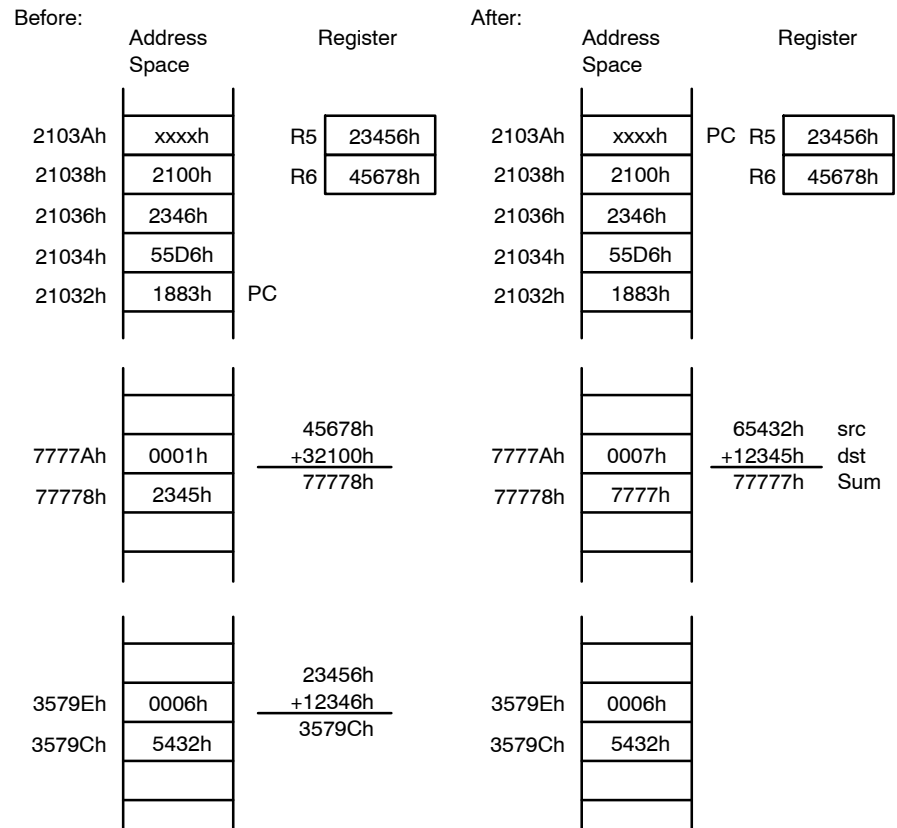 Before:
Address Space
Register
2103Ah xxxxh R5 23456h
21038h 2100h R6 45678h
21036h 2346h
21034h 55D6h
21032h 1883h PC
7777Ah 0001h
77778h 2345h
45678h
+32100h
77778h
3579Eh 0006h
3579Ch 5432h
23456h
+12346h
3579Ch
After:
Address Space
Register
2103Ah xxxxh PC R5 23456h
21038h 2100h R6 45678h
21036h 2346h
21034h 55D6h
21032h 1883h
7777Ah 0007h
77778h 7777h
65432h src
+12345h dst
77777h Sum
3579Eh 0006h
3579Ch 5432h